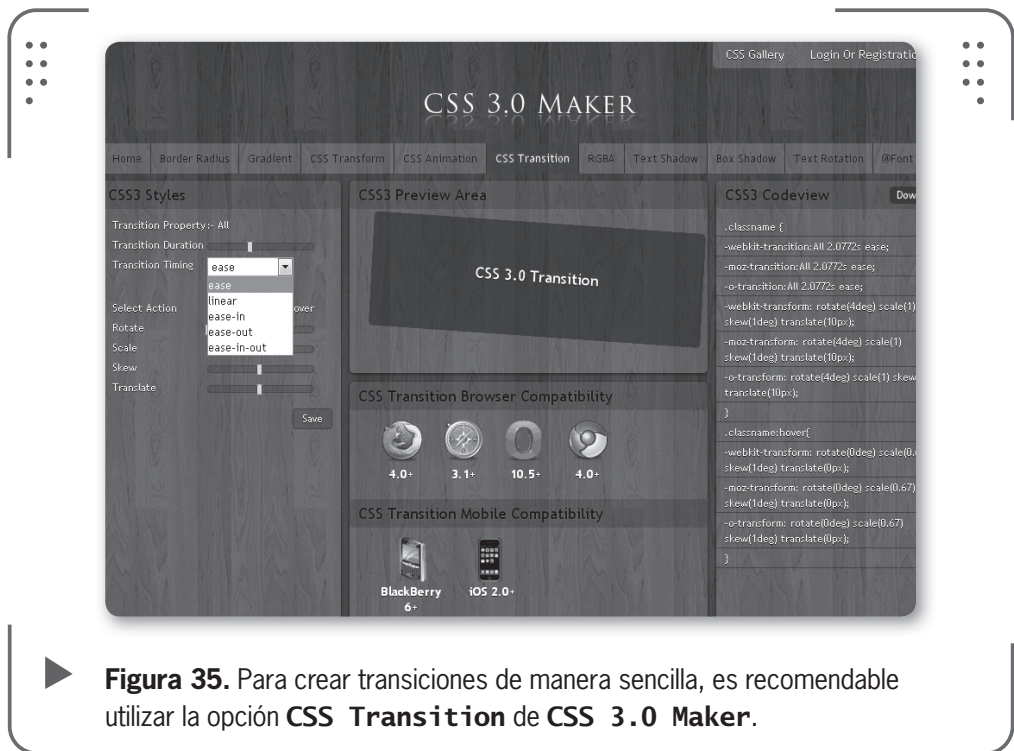 CSS Gallery Login Or Registratio
CSS 3.0 MAKER
Home Border Radius Gradient CSS Transform CSS Animation CSS Transition RGBA Text Shadow Box Shadow Text Rotation @Font
CSS3 Styles
Transition Property:- All
Transition Duration
Transition Timing ease
ease
linear
ease-in
ease-out
ease-in-out
Select Action over
Rotate
Scale
Skew
Translate
Save
CSS3 Preview Area
CSS 3.0 Transition
CSS Transition Browser Compatibility
4.0+ 3.1+ 10.5+ 4.0+
CSS Transition Mobile Compatibility
BlackBerry
6+
iOS 2.0+
CSS3 Codeview Dow
.classname {
-webkit-transition:All 2.0772s ease;
-moz-transition:All 2.0772s ease;
-o-transition:All 2.0772s ease;
-webkit-transform: rotate(4deg) scale(1)
skew(1deg) translate(10px);
-moz-transform: rotate(4deg) scale(1)
skew(1deg) translate(10px);
-o-transform: rotate(4deg) scale(1) skew
translate(10px);
}
.classname:hover{
-webkit-transform: rotate(0deg) scale(0.
skew(1deg) translate(0px);
-moz-transform: rotate(0deg) scale(0.67)
skew(1deg) translate(0px);
-o-transform: rotate(0deg) scale(0.67)
skew(1deg) translate(0px);
}
Figura 35. Para crear transiciones de manera sencilla, es recomendable
utilizar la opción CSS Transition de CSS 3.0 Maker.